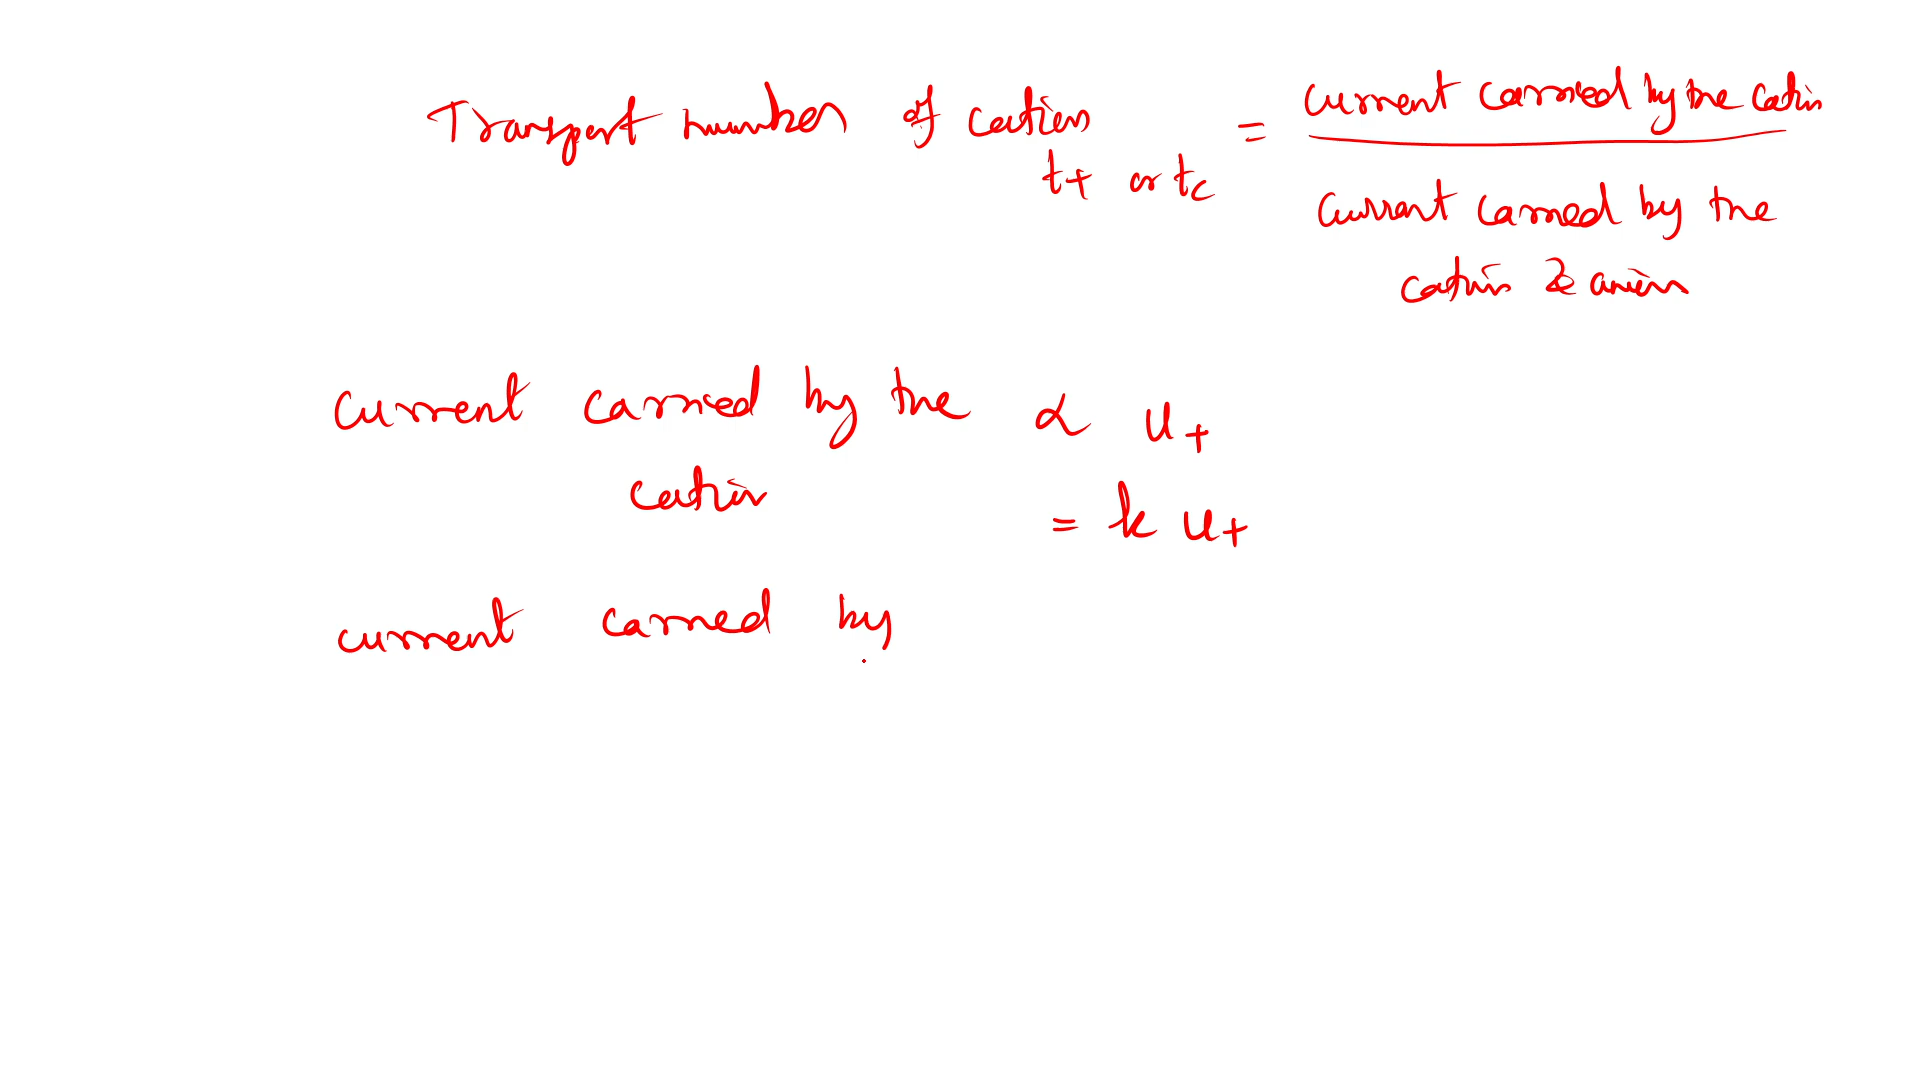 Transport number of cation = current carried by the cation
t+ or tc
current carried by the
cation & anion
current carried by the α u+
cation
= k u+
current carried by